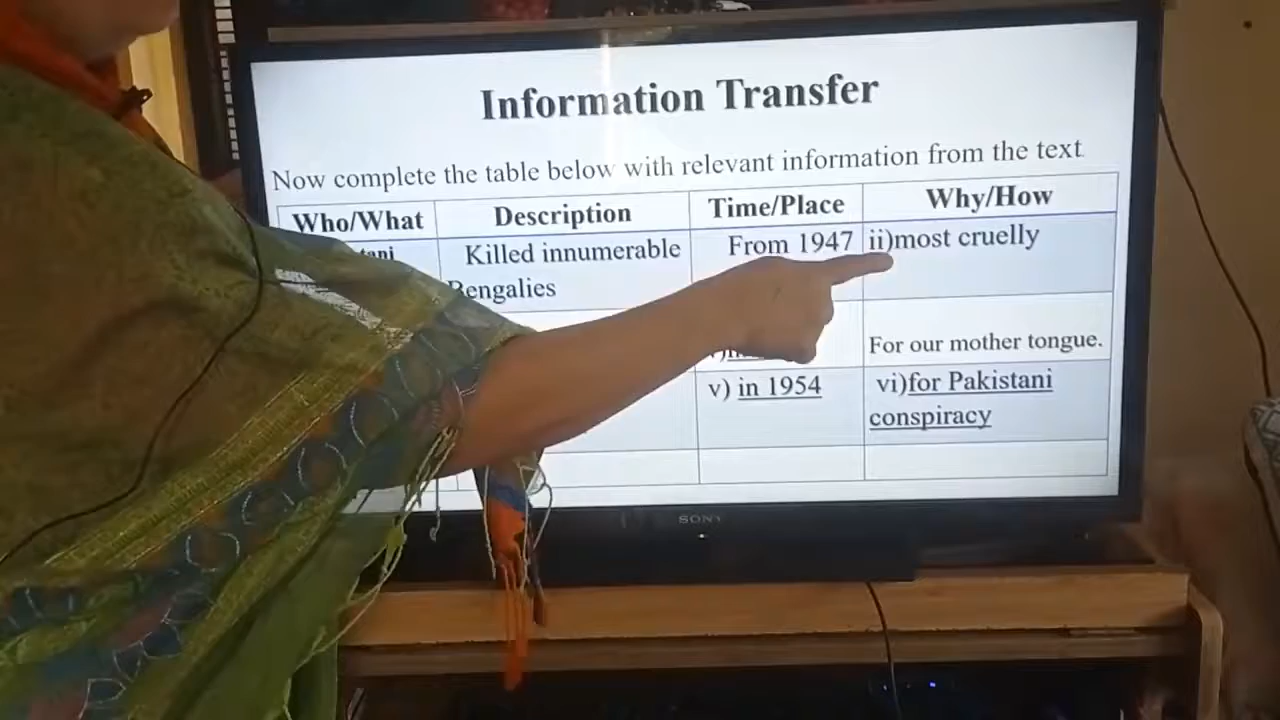 Information Transfer
Now complete the table below with relevant information from the text
Who/What Description Time/Place Why/How
Killed innumerable From 1947 ii)most cruelly
Bengalies
For our mother tongue.
v) in 1954 vi)for Pakistani
conspiracy
SONY